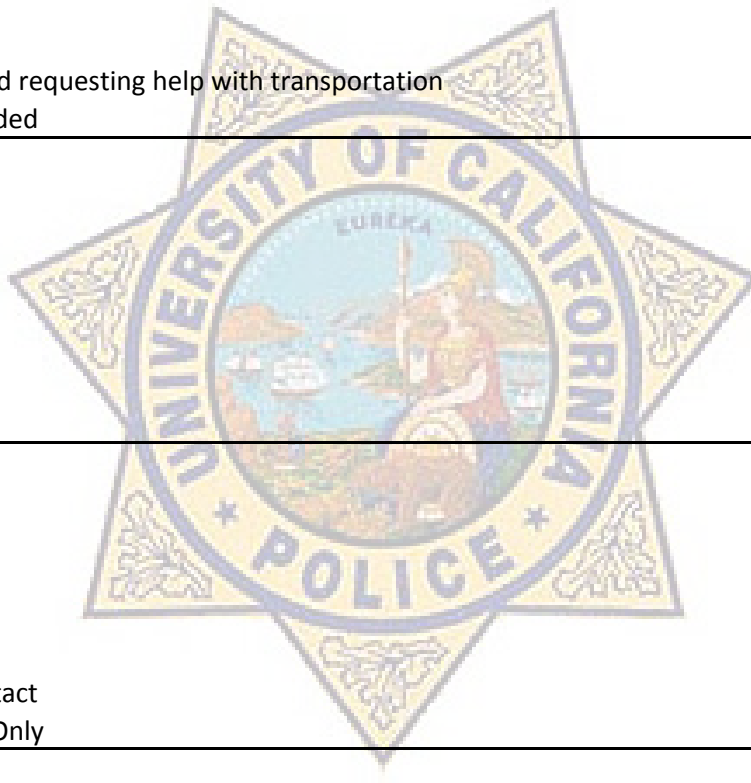 d requesting help with transportation
ded
UNIVERSITY OF CALIFORNIA
EUREKA
POLICE
tact
Only